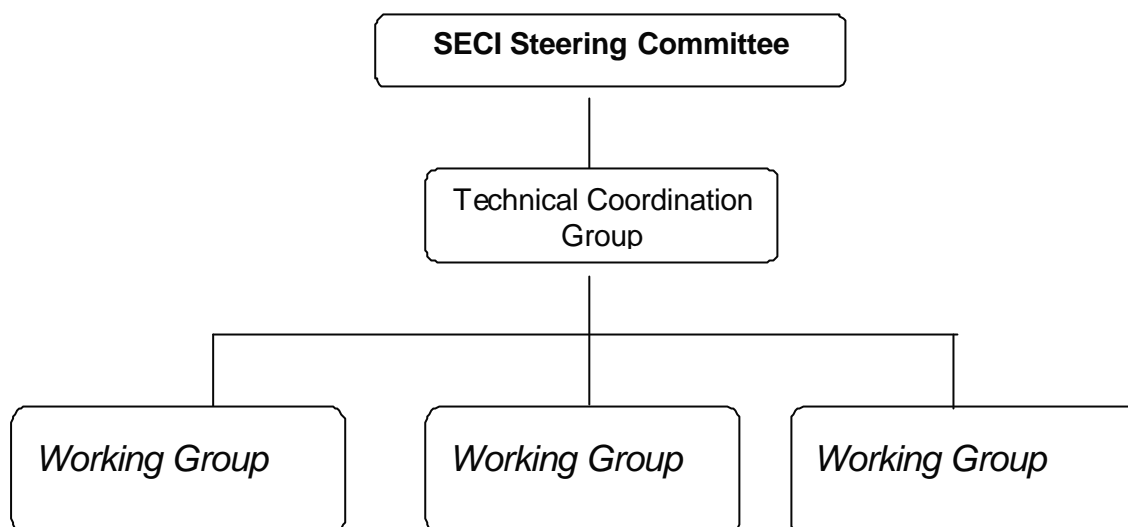 SECI Steering Committee
Technical Coordination
Group
Working Group
Working Group
Working Group